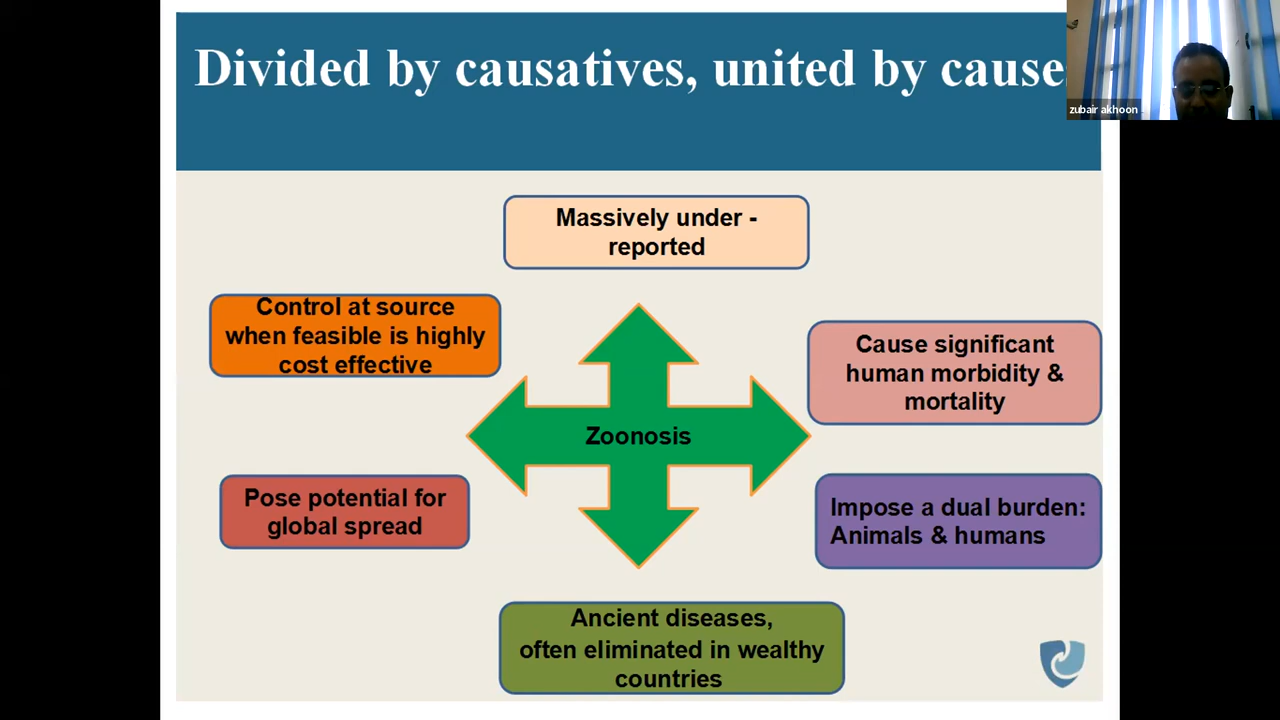 Divided by causatives, united by cause
zubair akhoon
Massively under -
reported
Control at source
when feasible is highly
cost effective
Cause significant
human morbidity &
mortality
Zoonosis
Pose potential for
global spread
Impose a dual burden:
Animals & humans
Ancient diseases,
often eliminated in wealthy
countries